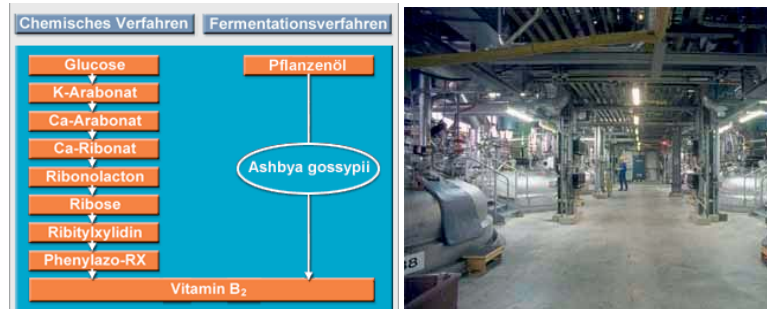 Chemisches Verfahren
Fermentationsverfahren
Glucose
K-Arabonat
Ca-Arabonat
Ca-Ribonat
Ribonolacton
Ribose
Ribitylxylidin
Phenylazo-RX
Pflanzenöl
Ashbya gossypii
Vitamin B₂